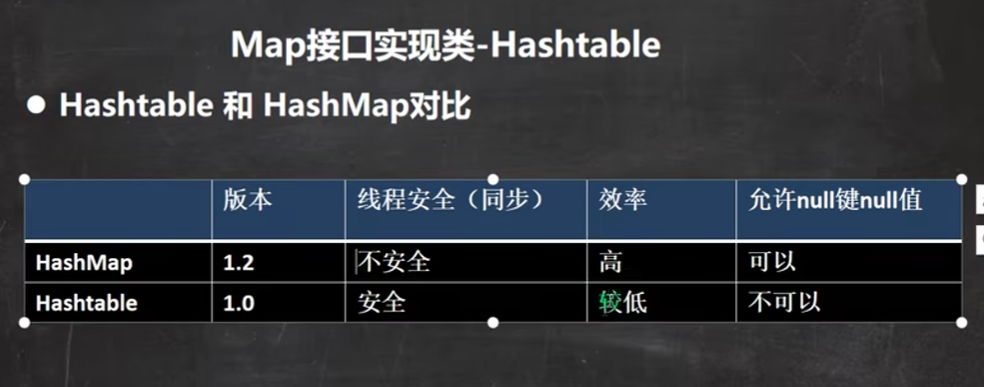 Map接口实现类-Hashtable
● Hashtable 和 HashMap对比
版本 线程安全（同步） 效率 允许null键null值
HashMap 1.2 不安全 高 可以
Hashtable 1.0 安全 较低 不可以